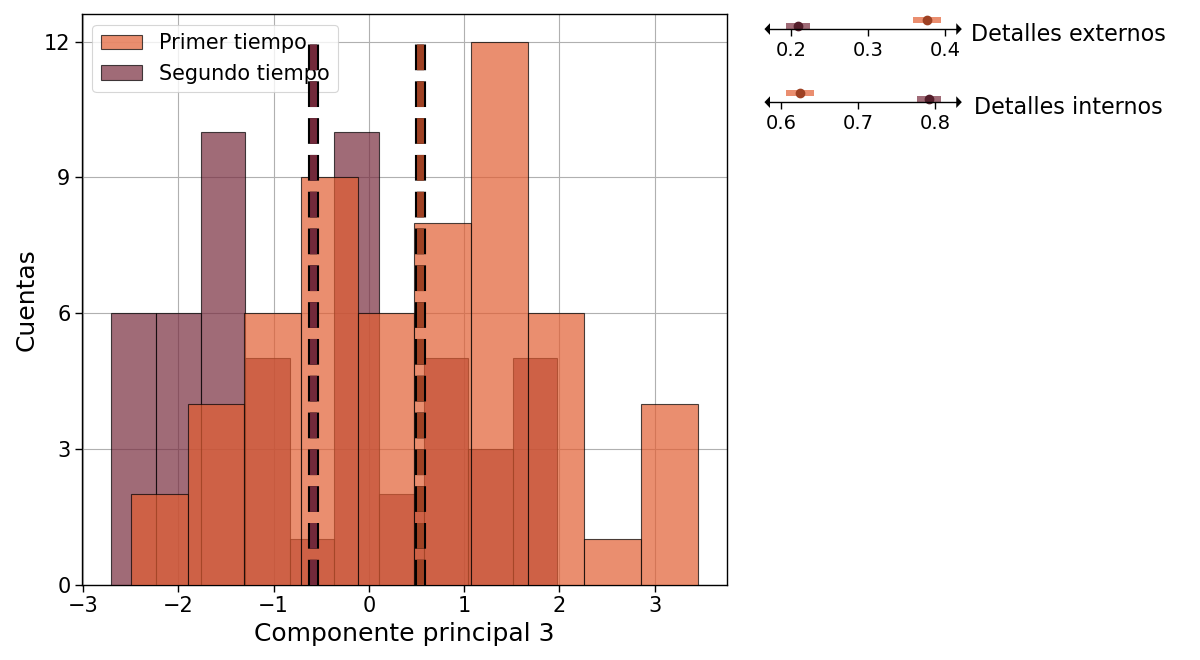 Primer tiempo
Segundo tiempo
12
9
6
3
0
Cuentas
−3 −2 −1 0 1 2 3
Componente principal 3
0.2 0.3 0.4
Detalles externos
0.6 0.7 0.8
Detalles internos